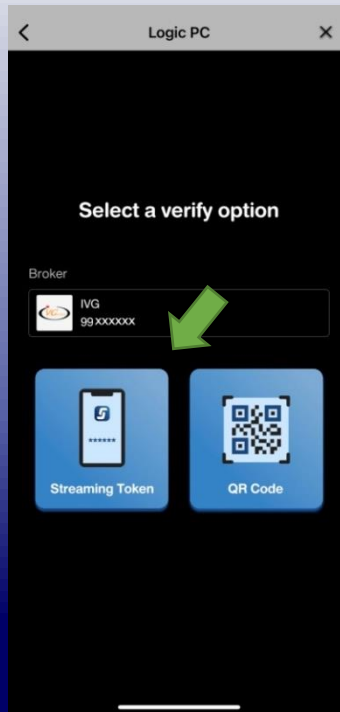 Logic PC
Select a verify option
Broker
IVG
99xxxxxx
******
Streaming Token
QR Code